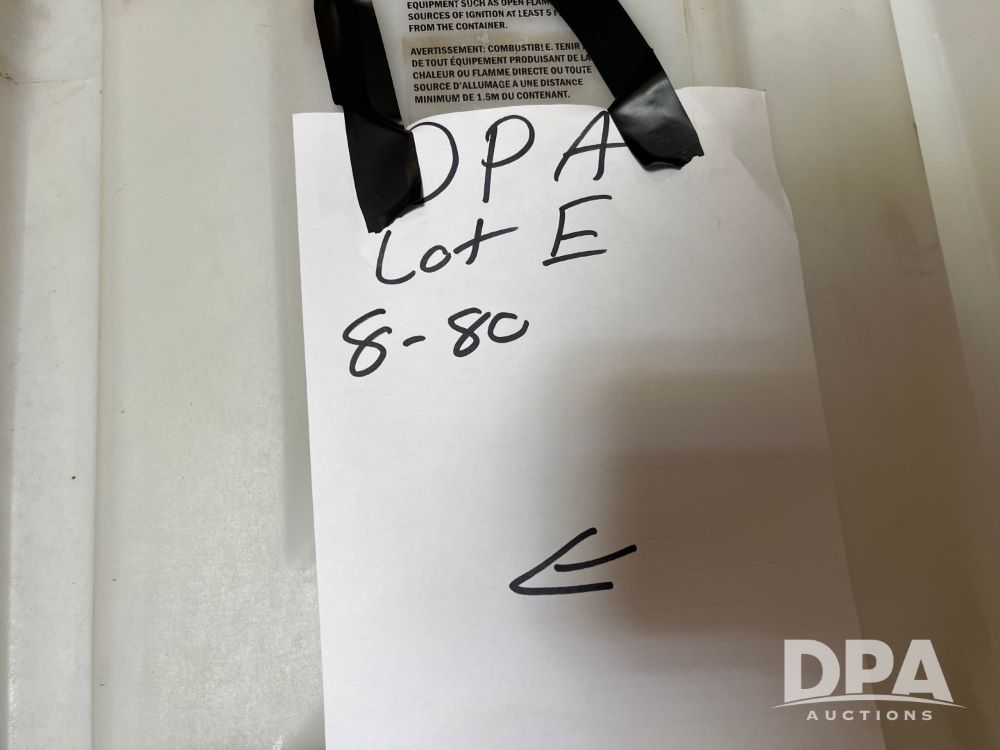 EQUIPMENT SUCH AS OPEN
SOURCES OF IGNITION AT LEAST 5
FROM THE CONTAINER.
AVERTISSEMENT: COMBUSTIBLE. TENIR
DE TOUT ÉQUIPEMENT PRODUISANT DE LA
CHALEUR OU FLAMME DIRECTE OU TOUTE
SOURCE D'ALLUMAGE A UNE DISTANCE
MINIMUM DE 1.5M DU CONTENANT.
DPA
Lot E
8-80
DPA
AUCTIONS